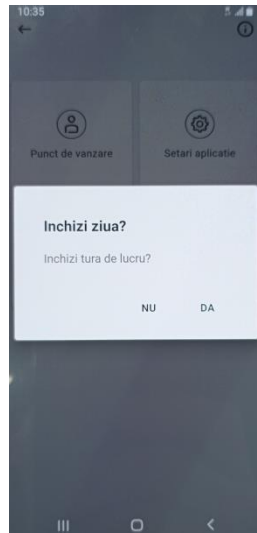 10:35
Punct de vanzare
Setari aplicatie
Inchizi ziua?
Inchizi tura de lucru?
NU
DA